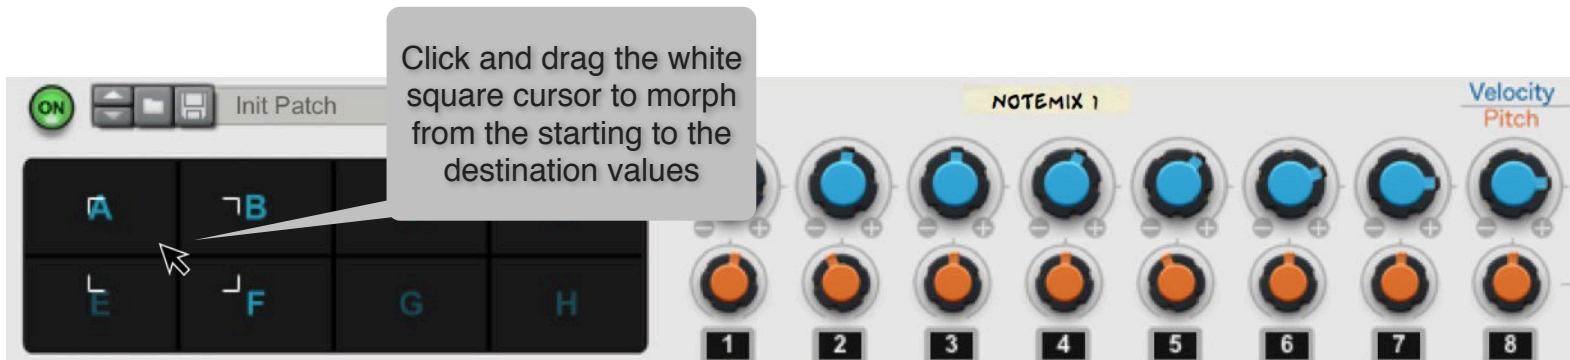 Click and drag the white
square cursor to morph
from the starting to the
destination values
ON
Init Patch
NOTEMIX 1
Velocity
Pitch
A B
E F G H
1 2 3 4 5 6 7 8